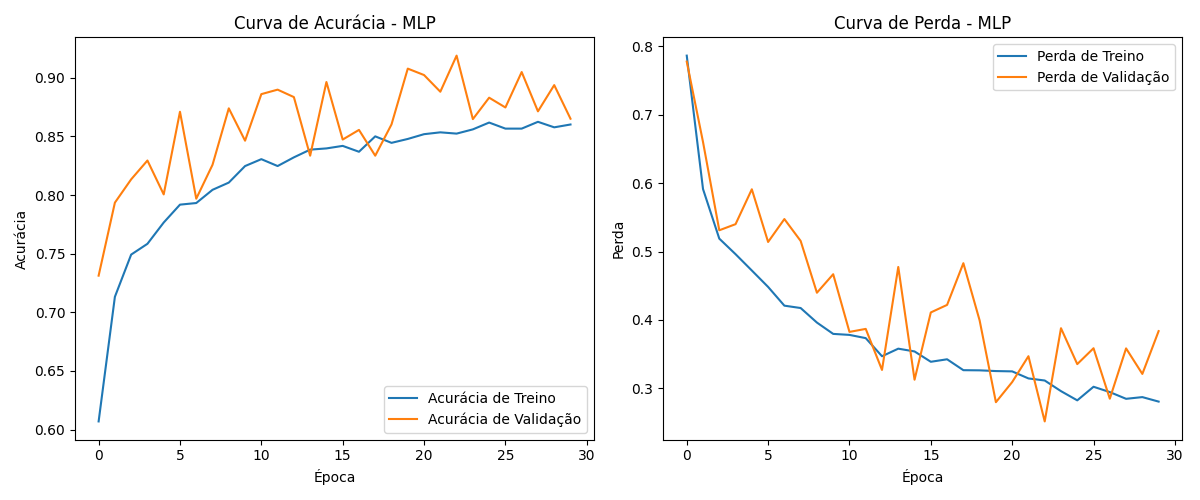 Curva de Acurácia - MLP
Acurácia
0.90
0.85
0.80
0.75
0.70
0.65
0.60
0 5 10 15 20 25 30
Época
Acurácia de Treino
Acurácia de Validação
Curva de Perda - MLP
Perda
0.8
0.7
0.6
0.5
0.4
0.3
0 5 10 15 20 25 30
Época
Perda de Treino
Perda de Validação